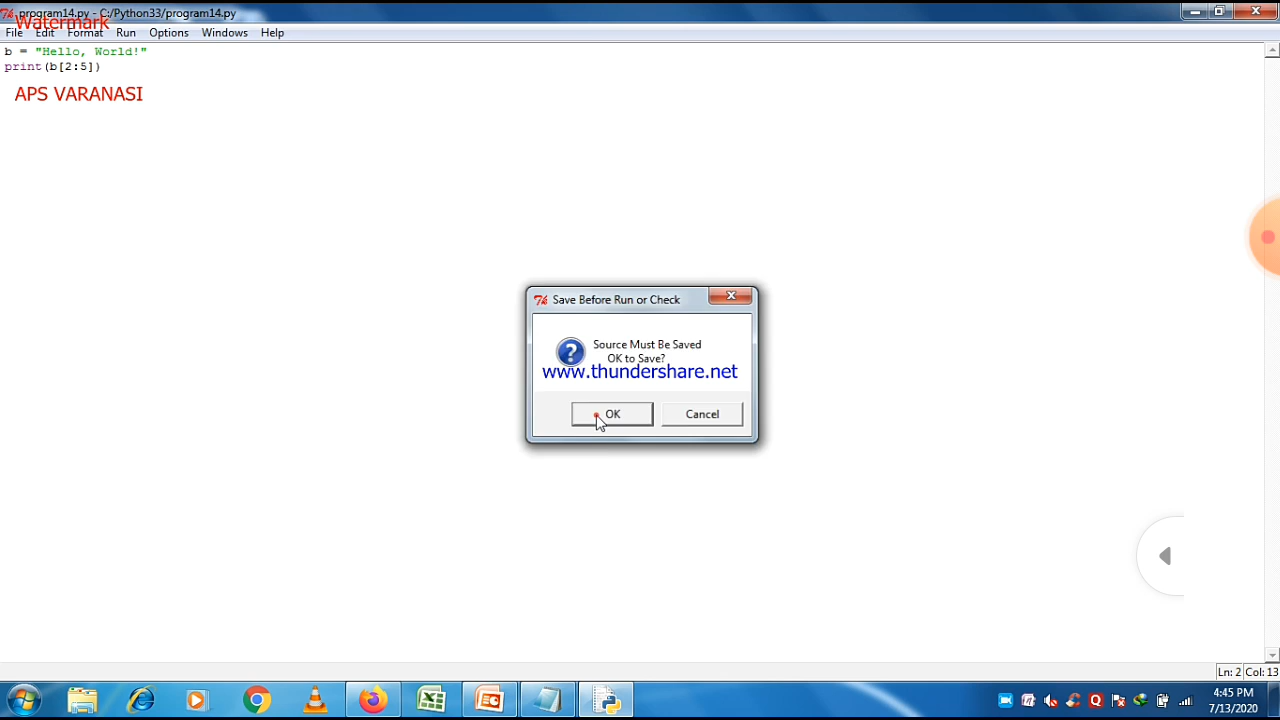 program14.py - C:/Python33/program14.py
Watermark
File Edit Format Run Options Windows Help
b = "Hello, World!"
print(b[2:5])
APS VARANASI
Save Before Run or Check
Source Must Be Saved
OK to Save?
www.thundershare.net
OK Cancel
Ln: 2 Col: 13
4:45 PM
7/13/2020